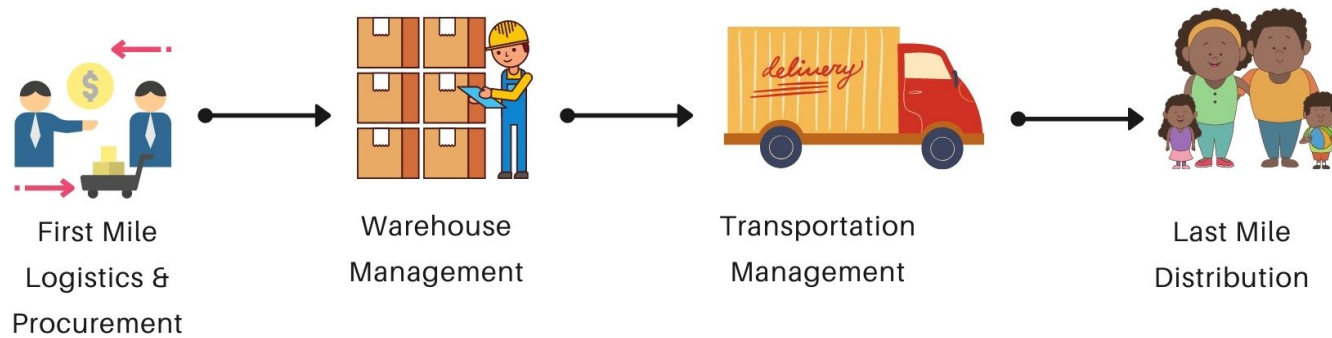 $
delivery
First Mile
Logistics &
Procurement
Warehouse
Management
Transportation
Management
Last Mile
Distribution